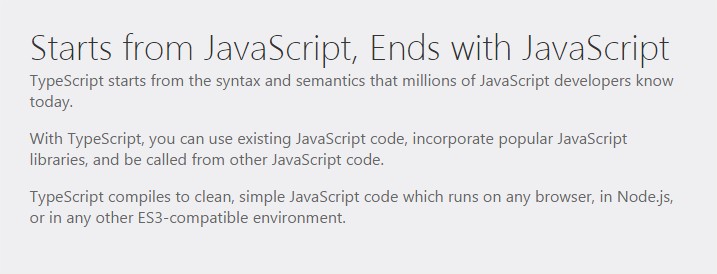 Starts from JavaScript, Ends with JavaScript
TypeScript starts from the syntax and semantics that millions of JavaScript developers know
today.
With TypeScript, you can use existing JavaScript code, incorporate popular JavaScript
libraries, and be called from other JavaScript code.
TypeScript compiles to clean, simple JavaScript code which runs on any browser, in Node.js,
or in any other ES3-compatible environment.